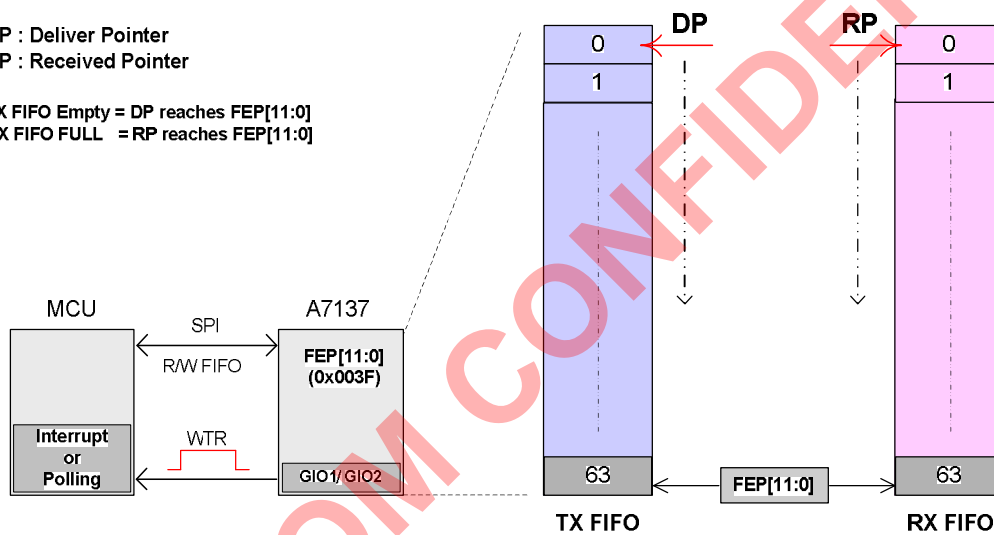 P : Deliver Pointer
P : Received Pointer
X FIFO Empty = DP reaches FEP[11:0]
X FIFO FULL = RP reaches FEP[11:0]
DP
RP
0
0
1
1
MCU
A7137
SPI
R/W FIFO
FEP[11:0]
(0x003F)
Interrupt
or
Polling
WTR
GIO1/ GIO2
63
63
FEP[11:0]
TX FIFO
RX FIFO
OM CONFIDE